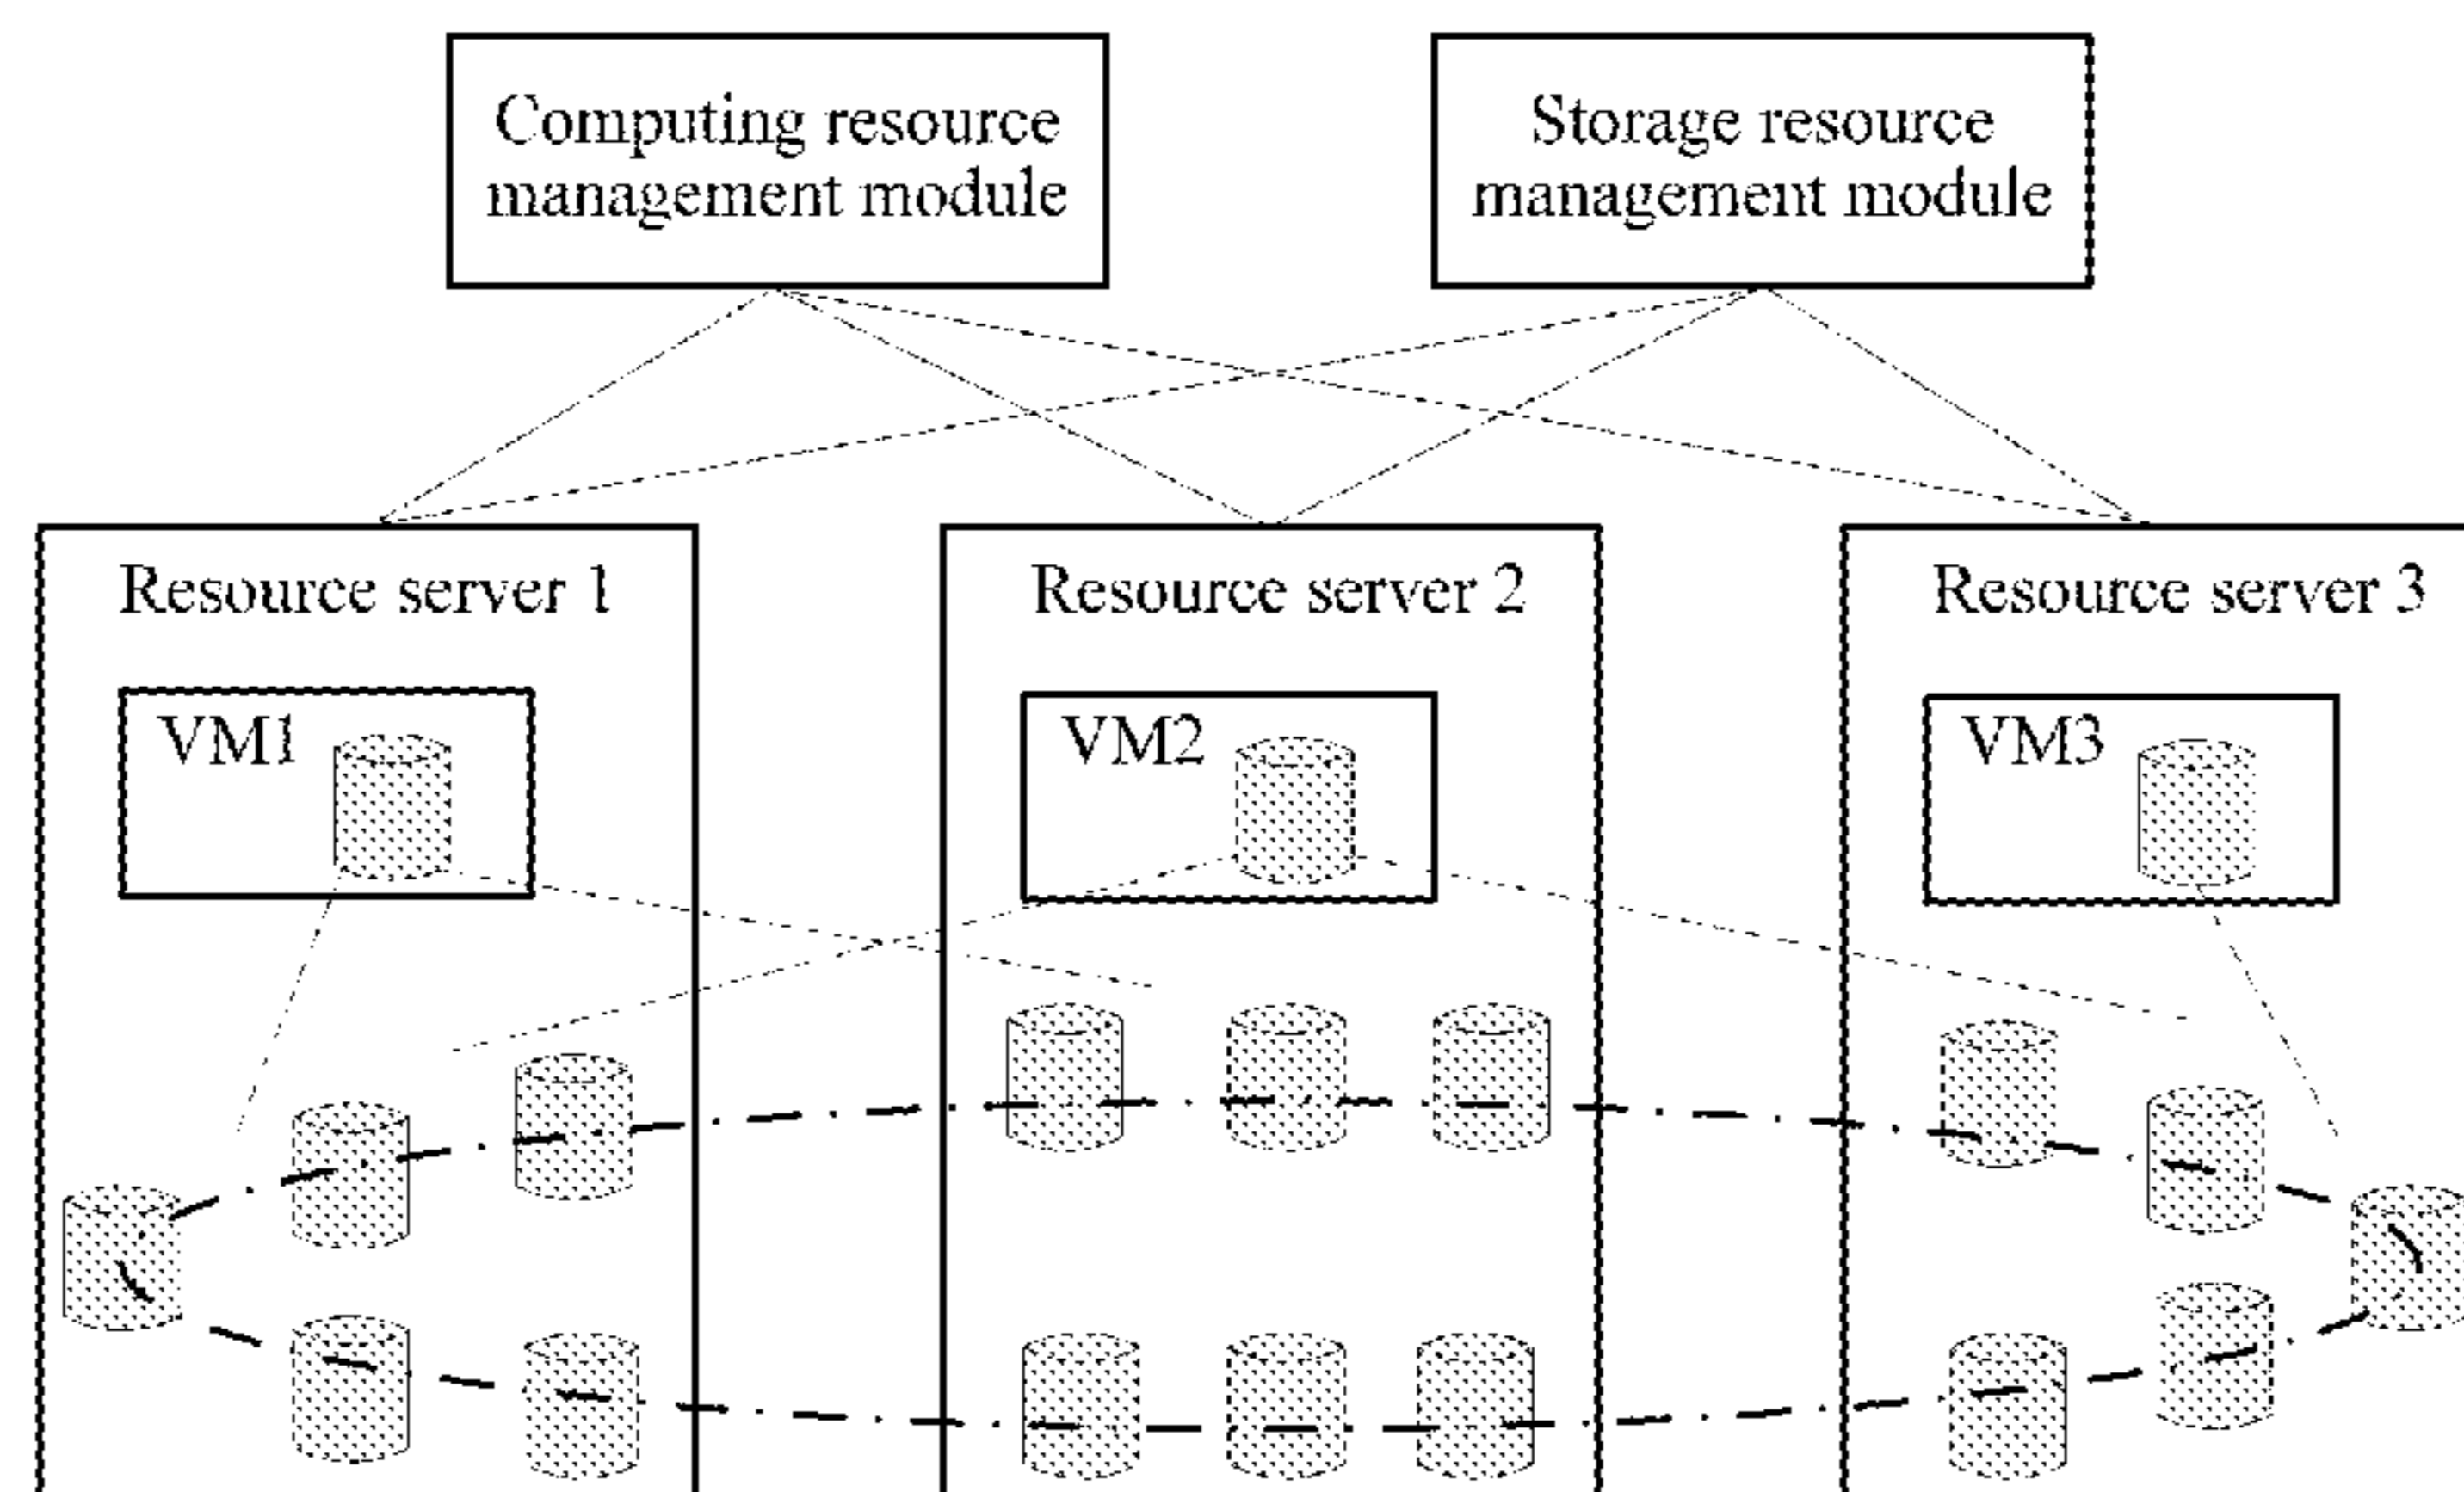 Computing resource
management module
Storage resource
management module
Resource server 1
Resource server 2
Resource server 3
VM1
VM2
VM3